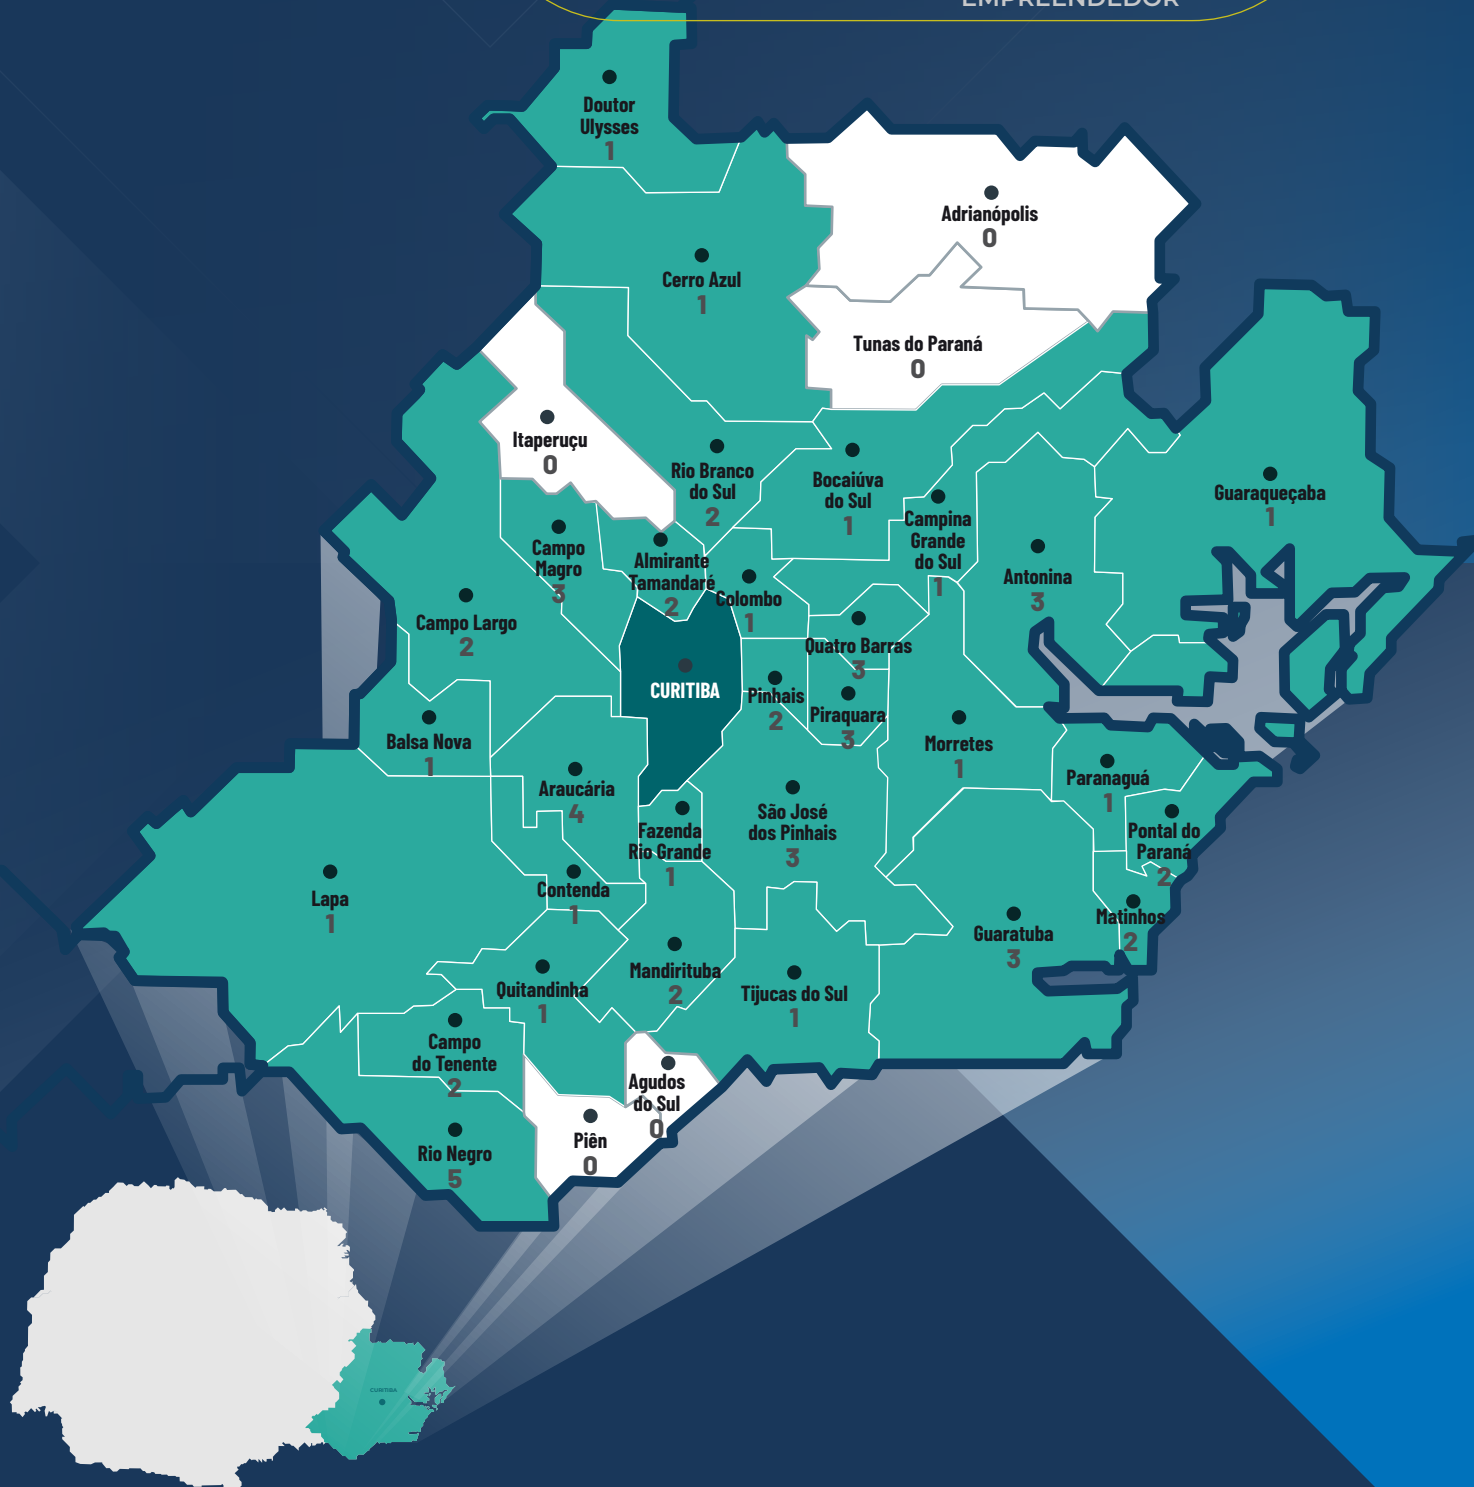 EMPREENDEDOR
Doutor
Ulysses
1
Adrianópolis
0
Cerro Azul
1
Tunas do Paraná
0
Itaperuçu
0
Rio Branco
do Sul
2
Bocaiúva
do Sul
1
Campina
Grande
do Sul
1
Guaraqueçaba
1
Campo
Magro
3
Almirante
Tamandaré
2
Colombo
1
Antonina
3
Campo Largo
2
Quatro Barras
3
CURITIBA
Pinhais
2
Piraquara
3
Balsa Nova
1
Morretes
1
Araucária
4
Paranaguá
1
Fazenda
Rio Grande
1
São José
dos Pinhais
3
Pontal do
Paraná
2
Lapa
1
Contenda
1
Matinhos
2
Guaratuba
3
Quitandinha
1
Mandirituba
2
Tijucas do Sul
1
Campo
do Tenente
2
Agudos
do Sul
0
Piên
0
Rio Negro
5
CURITIBA